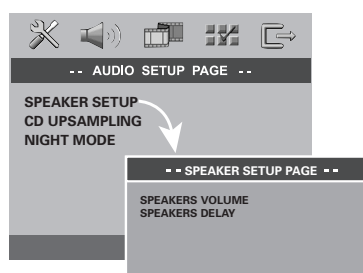 -- AUDIO SETUP PAGE --
SPEAKER SETUP
CD UPSAMPLING
NIGHT MODE
-- SPEAKER SETUP PAGE --
SPEAKERS VOLUME
SPEAKERS DELAY